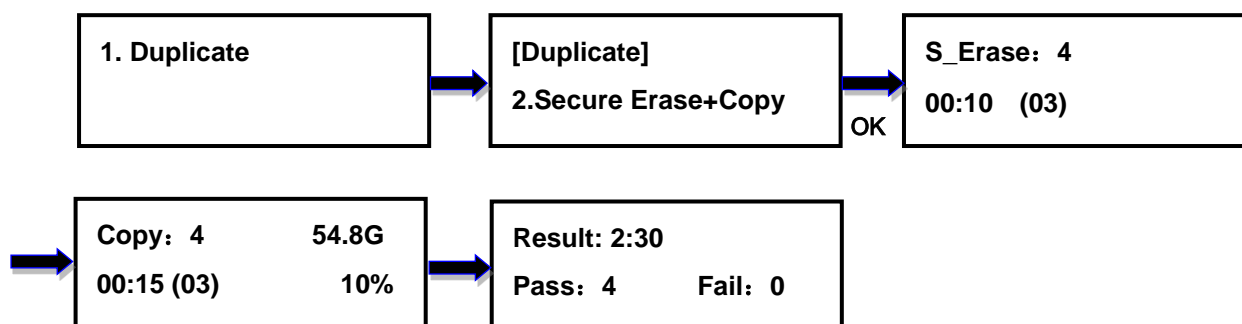 1. Duplicate
[Duplicate]
2.Secure Erase+Copy
OK
S_Erase：4
00:10 (03)
Copy：4 54.8G
00:15 (03) 10%
Result: 2:30
Pass：4 Fail：0